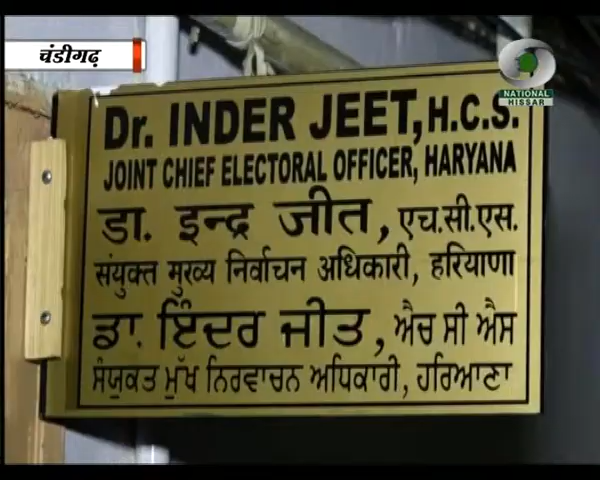 चंडीगढ़
NATIONAL
HISSAR
Dr. INDER JEET, H.C.S.
JOINT CHIEF ELECTORAL OFFICER, HARYANA
डा. इन्द्र जीत, एच.सी.एस.
संयुक्त मुख्य निर्वाचन अधिकारी, हरियाणा
ਡਾ. ਇੰਦਰ ਜੀਤ, ਐਚ ਸੀ ਐਸ
ਸੰਯੁਕਤ ਮੁੱਖ ਨਿਰਵਾਚਨ ਅਧਿਕਾਰੀ, ਹਰਿਆਣਾ